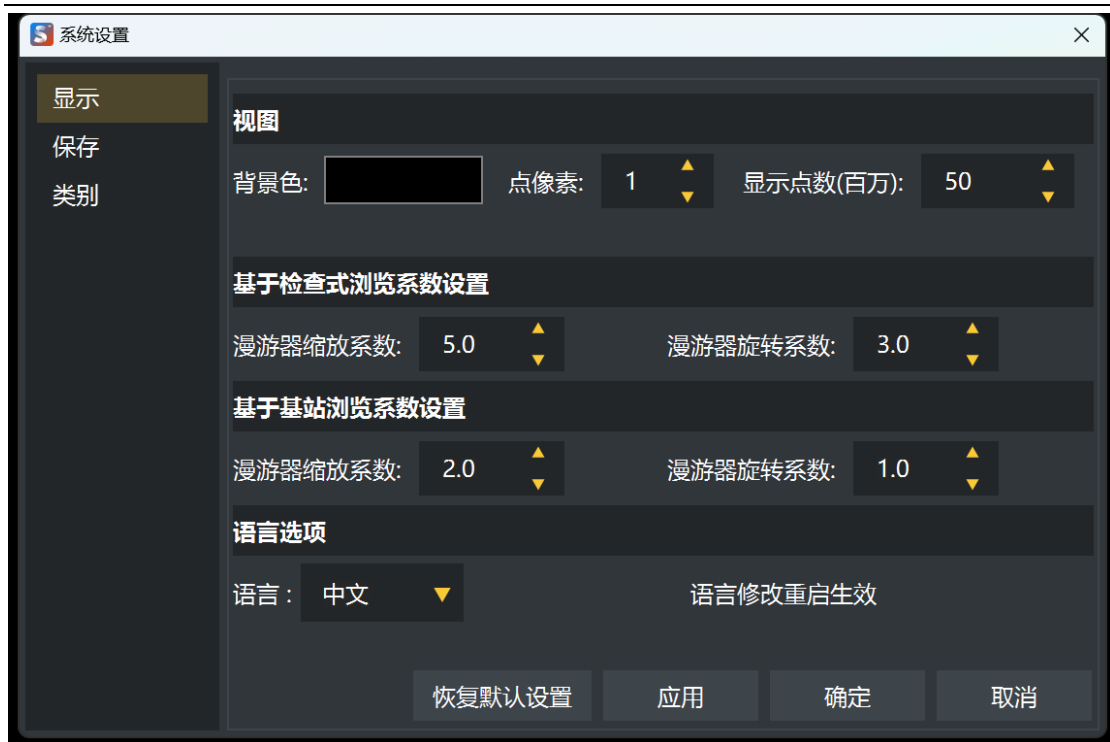 系统设置
显示
保存
类别
视图
背景色: 点像素: 1 显示点数(百万): 50
基于检查式浏览系数设置
漫游器缩放系数: 5.0 漫游器旋转系数: 3.0
基于基站浏览系数设置
漫游器缩放系数: 2.0 漫游器旋转系数: 1.0
语言选项
语言 : 中文 语言修改重启生效
恢复默认设置 应用 确定 取消